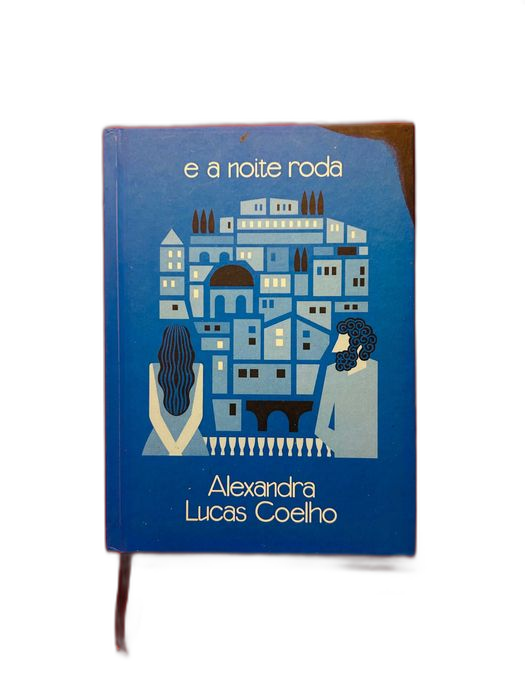 e a noite roda
Alexandra
Lucas Coelho